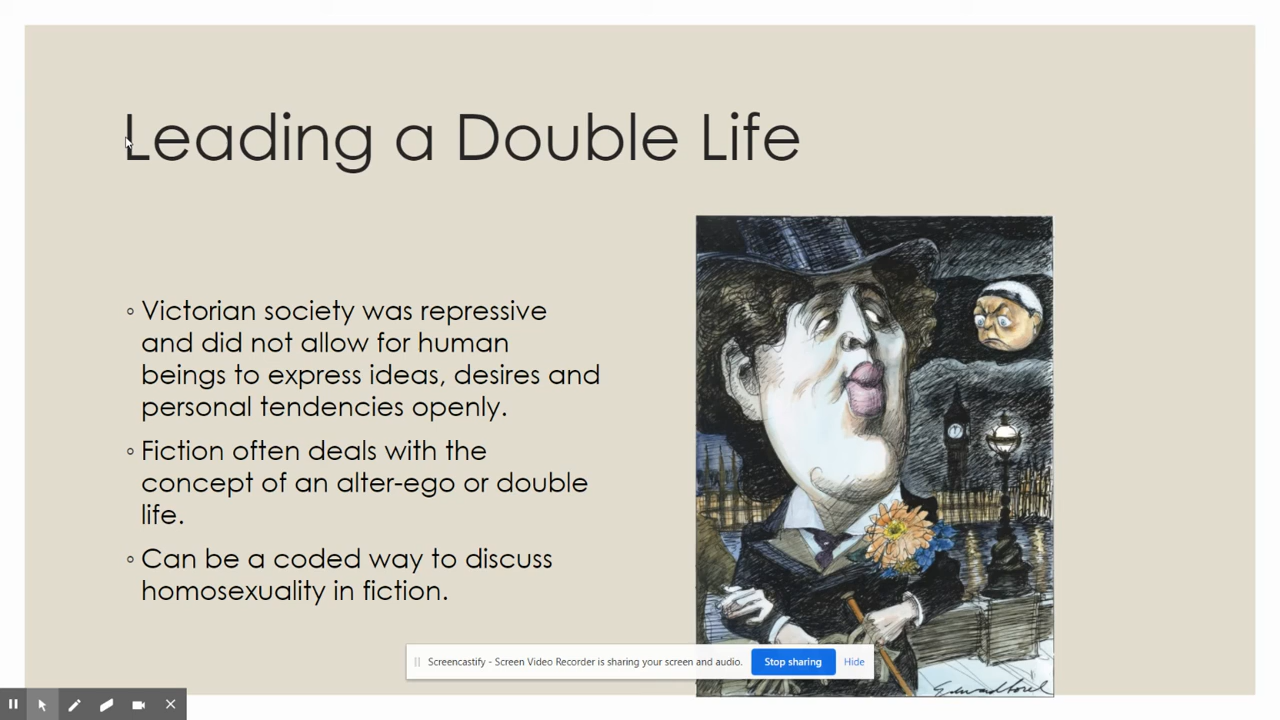 Leading a Double Life
◦ Victorian society was repressive
and did not allow for human
beings to express ideas, desires and
personal tendencies openly.
◦ Fiction often deals with the
concept of an alter-ego or double
life.
◦ Can be a coded way to discuss
homosexuality in fiction.
Screencastify - Screen Video Recorder is sharing your screen and audio. Stop sharing Hide